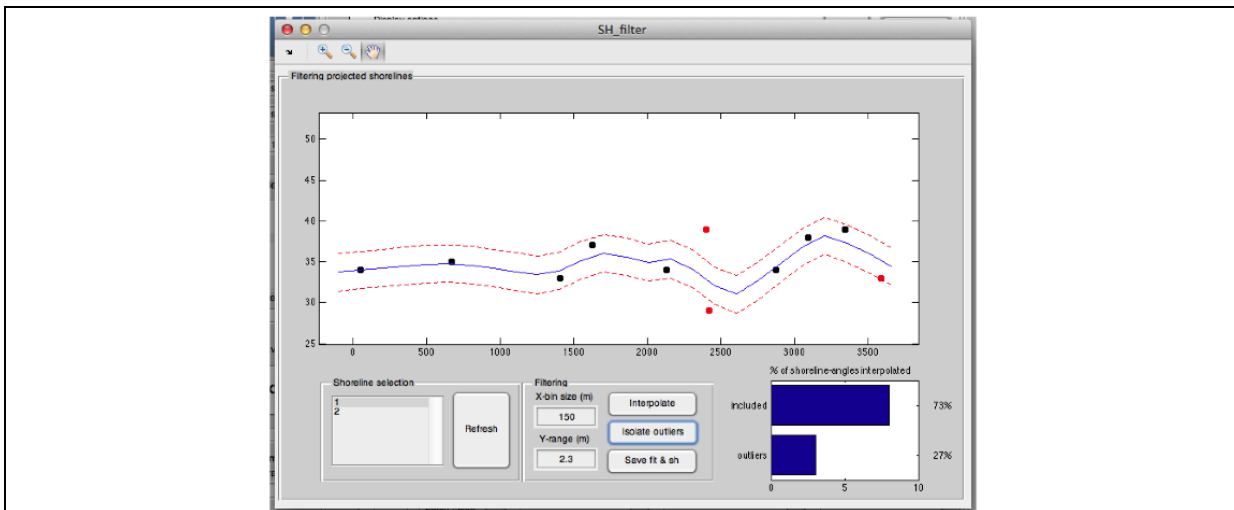 Display options
SH_filter
Filtering projected shorelines
50
45
40
35
30
25
0 500 1000 1500 2000 2500 3000 3500
Shoreline selection
1
2
Refresh
Filtering
X-bin size (m)
150
Y-range (m)
2.3
Interpolate
Isolate outliers
Save fit & sh
% of shoreline-angles interpolated
included 73%
outliers 27%
0 5 10